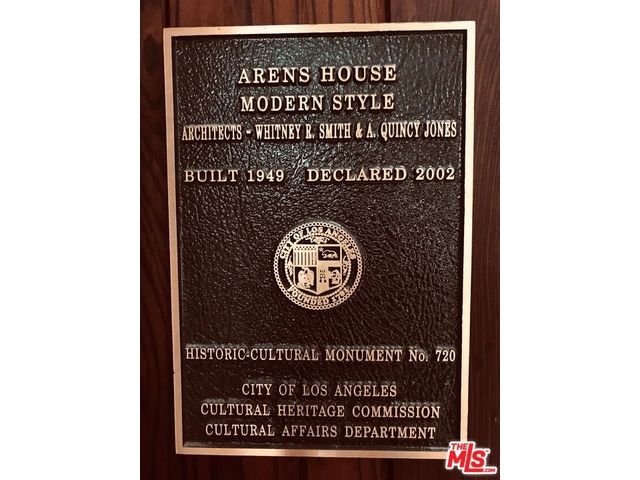 ARENS HOUSE
MODERN STYLE
ARCHITECTS - WHITNEY R. SMITH & A. QUINCY JONES
BUILT 1949 DECLARED 2002
CITY OF LOS ANGELES
FOUNDED 1781
HISTORIC-CULTURAL MONUMENT No. 720
CITY OF LOS ANGELES
CULTURAL HERITAGE COMMISSION
CULTURAL AFFAIRS DEPARTMENT
THE
MLS